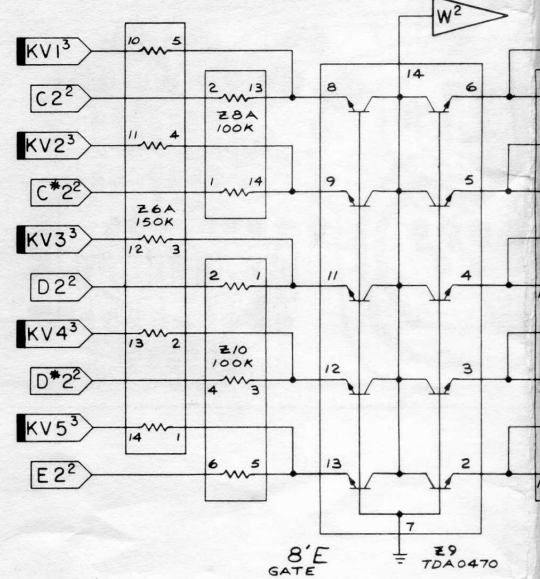 W²
KV1³ 10 5
14
C2² 2 13 8 6
Z8A
100K
KV2³ 11 4
C*2² 1 14 9 5
Z6A
150K
KV3³ 12 3
D2² 2 1 11 4
KV4³ 13 2
Z10
100K
D*2² 4 3 12 3
KV5³ 14 1
E2² 6 5 13 2
7
8'E
GATE
Z9
TDA0470